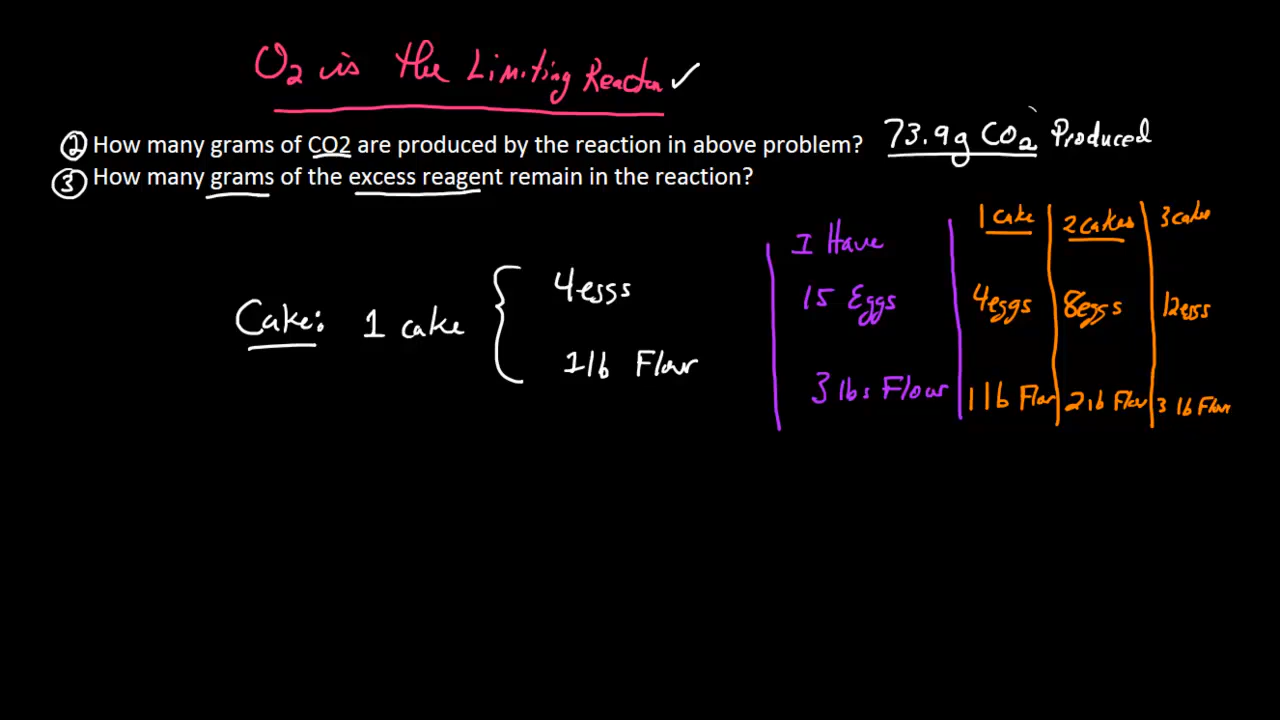 O2 is the Limiting Reactan
② How many grams of CO2 are produced by the reaction in above problem? 73.9g CO2 Produced
③ How many grams of the excess reagent remain in the reaction?
Cake: 1 cake
4 eggs
1 lb Flour
I Have
15 Eggs
3 lbs Flour
1 cake
4 eggs
1 lb Flour
2 cakes
8 eggs
2 lb Flour
3 cakes
12 eggs
3 lb Flour